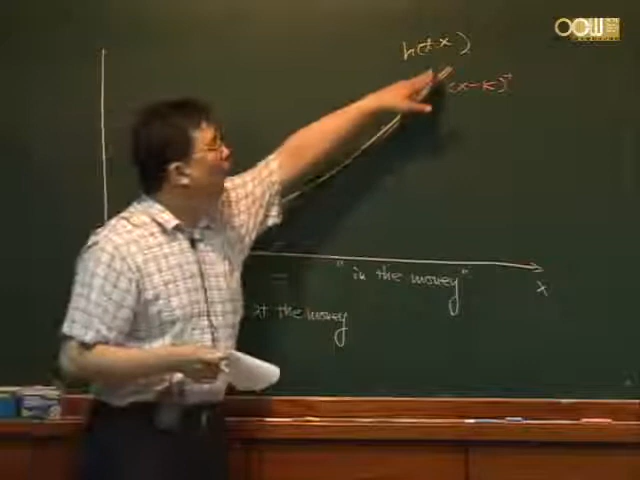 OCW
h(t,x)
(x-K)⁺
"in the money"
x
at the money